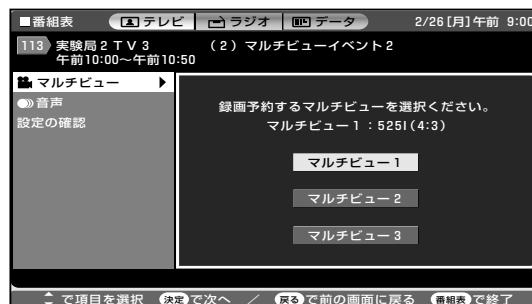 ■番組表 テレビ ラジオ データ 2/26[月]午前 9:00
113 実験局2TV3 (2)マルチビューイベント2
午前10:00～午前10:50
マルチビュー
音声
設定の確認
録画予約するマルチビューを選択ください。
マルチビュー1：525I(4:3)
マルチビュー1
マルチビュー2
マルチビュー3
で項目を選択 決定で次へ / 戻るで前の画面に戻る 番組表で終了